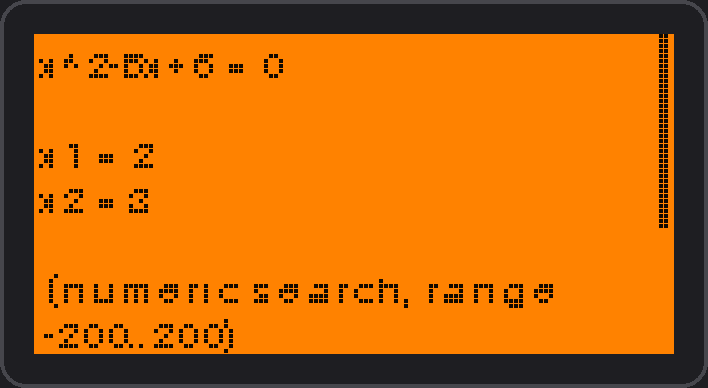 x^2-5x+6 = 0
x1 = 2
x2 = 3
(numeric search, range
-200..200)